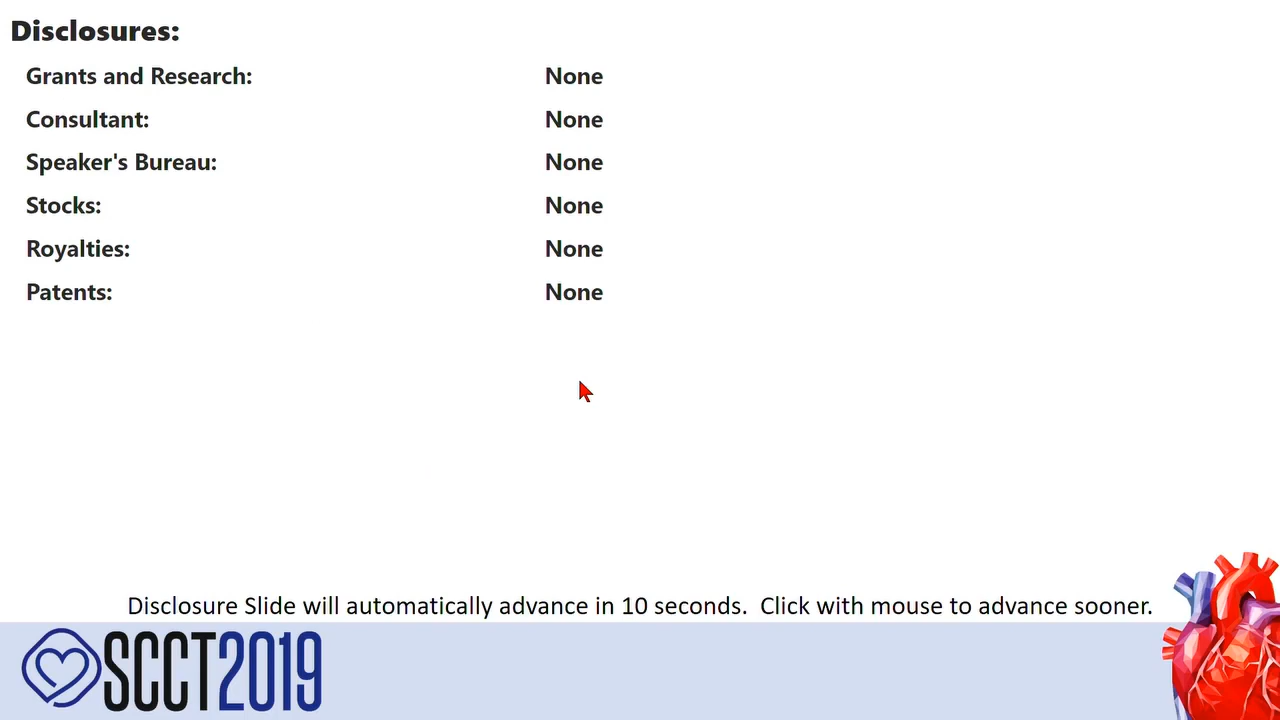 Disclosures:
Grants and Research: None
Consultant: None
Speaker's Bureau: None
Stocks: None
Royalties: None
Patents: None
Disclosure Slide will automatically advance in 10 seconds.  Click with mouse to advance sooner.
SCCT2019